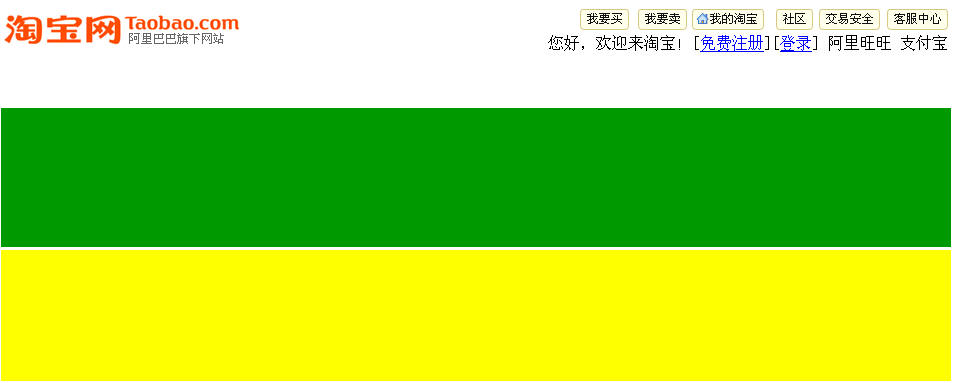 淘宝网 Taobao.com
阿里巴巴旗下网站
我要买 我要卖 我的淘宝 社区 交易安全 客服中心
您好，欢迎来淘宝! [免费注册][登录] 阿里旺旺 支付宝